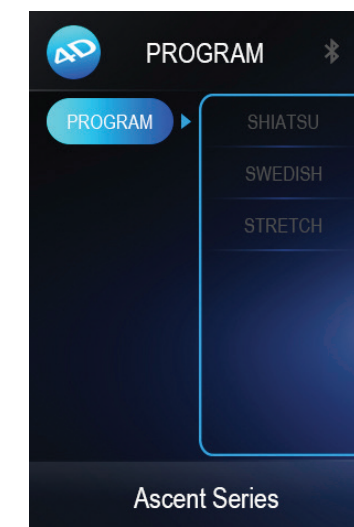 4D
PROGRAM
PROGRAM
SHIATSU
SWEDISH
STRETCH
Ascent Series